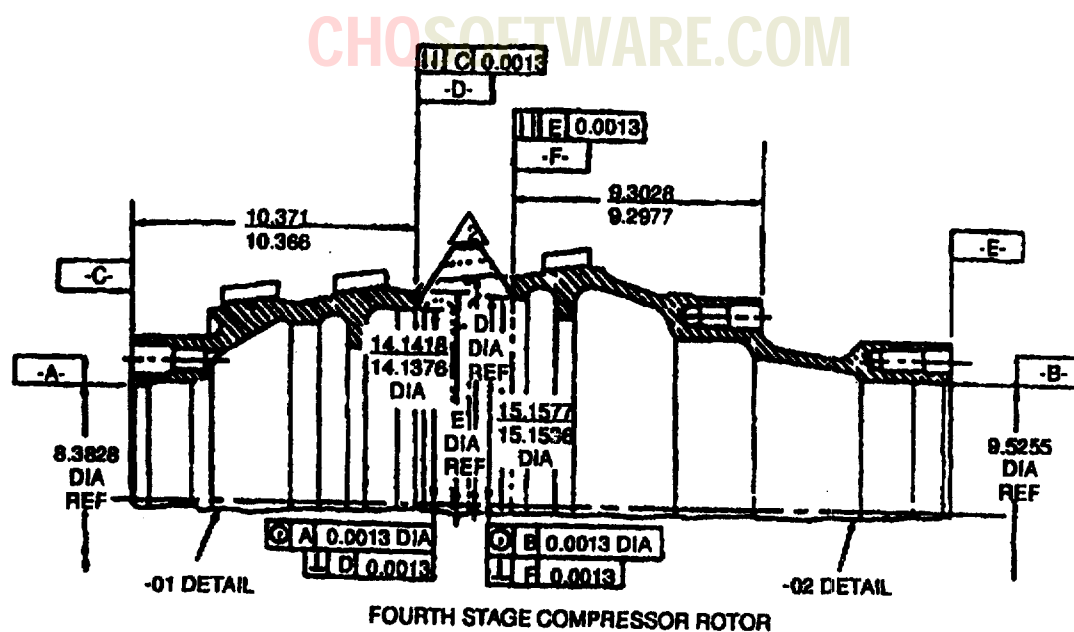 CHOSOFTWARE.COM
// C 0.0013
-D-
E 0.0013
-F-
10.371
10.366
9.3028
9.2977
2
-C-
-E-
-A-
-B-
14.1418
14.1376
DIA
D
DIA
REF
E
DIA
REF
15.1577
15.1536
DIA
8.3828
DIA
REF
9.5255
DIA
REF
A 0.0013 DIA
⊥ D 0.0013
B 0.0013 DIA
⊥ F 0.0013
-01 DETAIL
-02 DETAIL
FOURTH STAGE COMPRESSOR ROTOR